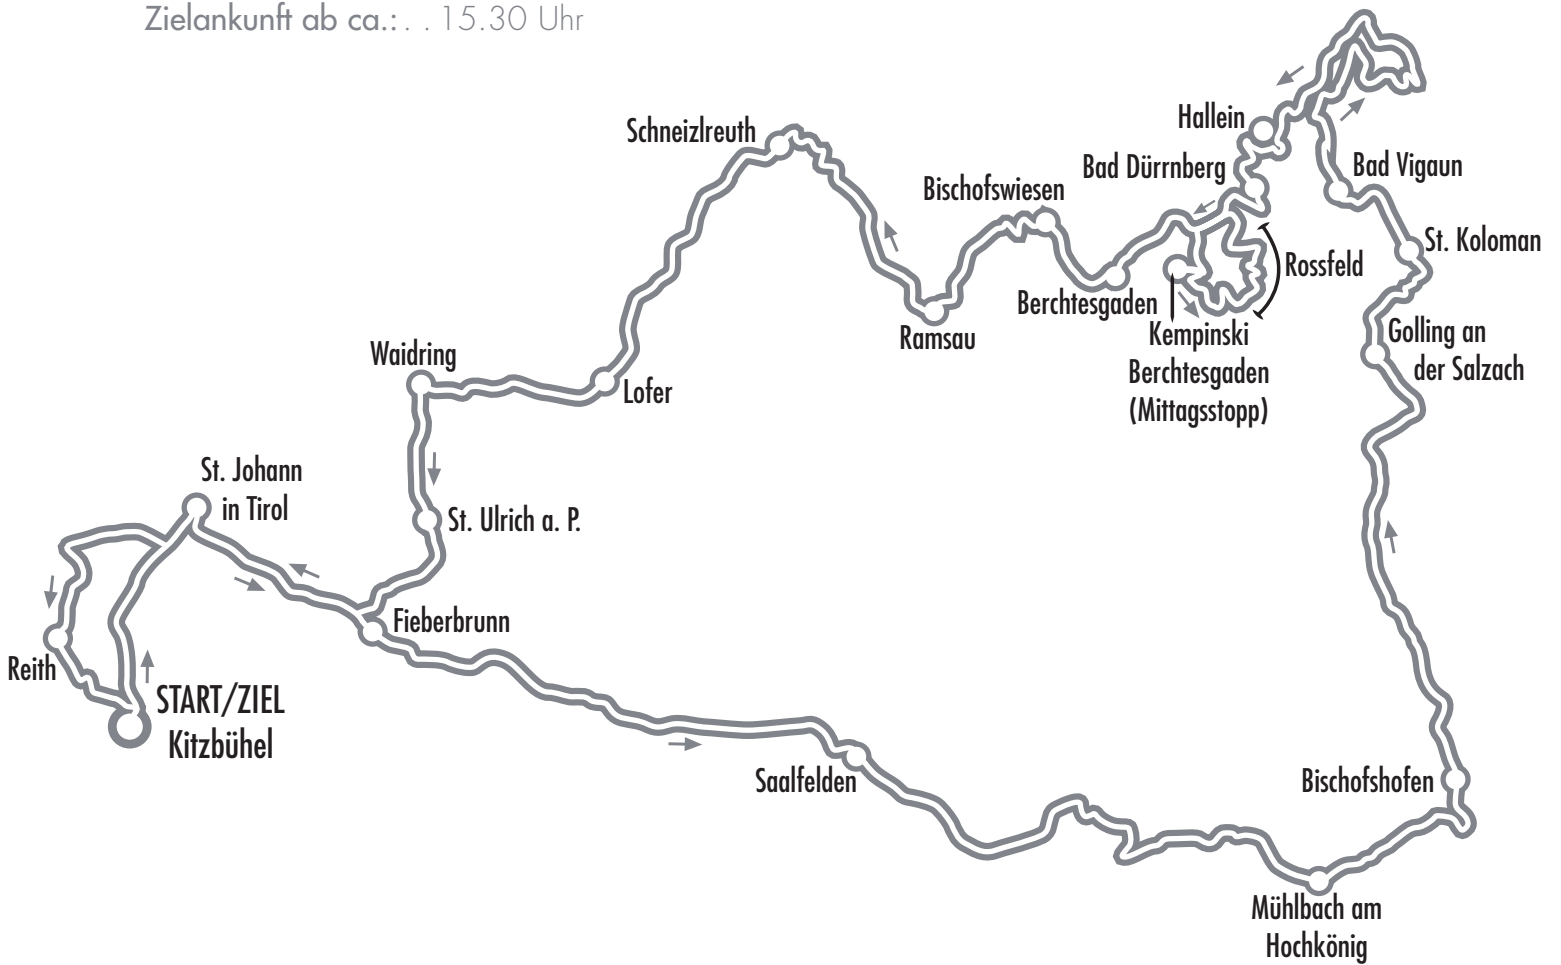 Zielankunft ab ca.: . . 15.30 Uhr
Hallein
Schneizlreuth
Bad Dürrnberg
Bad Vigaun
Bischofswiesen
St. Koloman
Rossfeld
Berchtesgaden
Ramsau
Kempinski
Berchtesgaden
(Mittagsstopp)
Golling an
der Salzach
Waidring
Lofer
St. Johann
in Tirol
St. Ulrich a. P.
Fieberbrunn
Reith
START/ZIEL
Kitzbühel
Saalfelden
Bischofshofen
Mühlbach am
Hochkönig